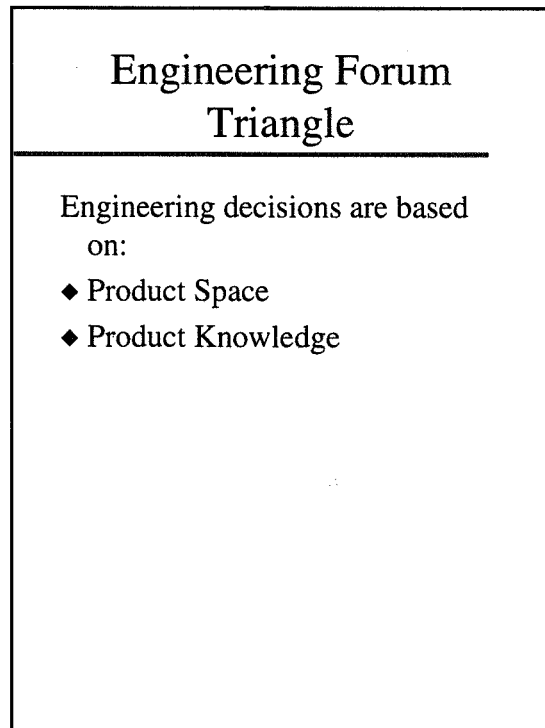 Engineering Forum
Triangle
Engineering decisions are based
on:
◆ Product Space
◆ Product Knowledge